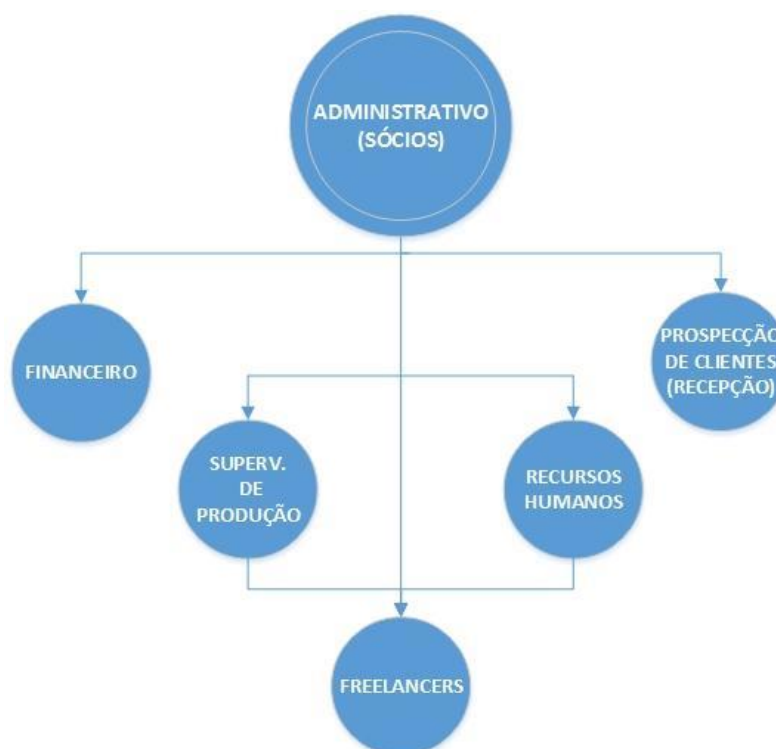 ADMINISTRATIVO
(SÓCIOS)
FINANCEIRO
PROSPECÇÃO
DE CLIENTES
(RECEPÇÃO)
SUPERV.
DE
PRODUÇÃO
RECURSOS
HUMANOS
FREELANCERS